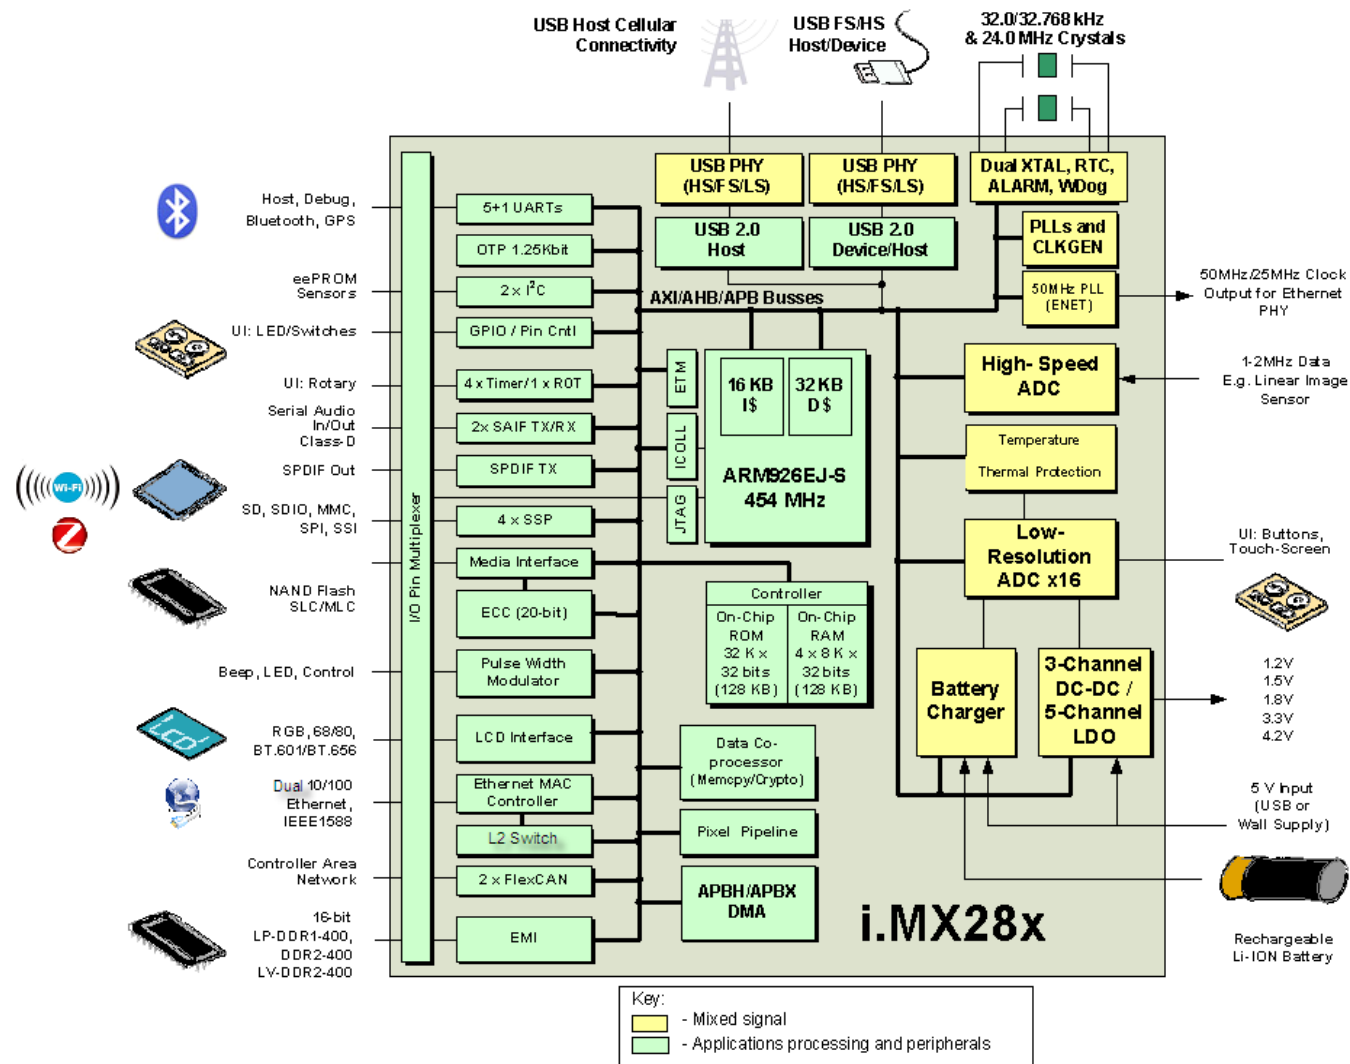 USB Host Cellular
Connectivity
USB FS/HS
Host/Device
32.0/32.768 kHz
& 24.0 MHz Crystals
USB PHY
(HS/FS/LS)
USB PHY
(HS/FS/LS)
Dual XTAL, RTC,
ALARM, WDog
USB 2.0
Host
USB 2.0
Device/Host
PLLs and
CLKGEN
50MHz PLL
(ENET)
50MHz/25MHz Clock
Output for Ethernet
PHY
AXI/AHB/APB Busses
Host, Debug,
Bluetooth, GPS
5+1 UARTs
OTP 1.25Kbit
eePROM
Sensors
2 x I²C
UI: LED/Switches
GPIO / Pin Cntl
UI: Rotary
4 x Timer/1 x ROT
Serial Audio
In/Out
Class-D
2x SAIF TX/RX
SPDIF Out
SPDIF TX
Wi-Fi
SD, SDIO, MMC,
SPI, SSI
4 x SSP
Media Interface
NAND Flash
SLC/MLC
ECC (20-bit)
Beep, LED, Control
Pulse Width
Modulator
LCD
RGB, 68/80,
BT.601/BT.656
LCD Interface
Dual 10/100
Ethernet,
IEEE1588
Ethernet MAC
Controller
L2 Switch
Controller Area
Network
2 x FlexCAN
16-bit
LP-DDR1-400,
DDR2-400
LV-DDR2-400
EMI
I/O Pin Multiplexer
ETM
ICOLL
JTAG
16 KB
I$
32 KB
D$
ARM926EJ-S
454 MHz
Controller
On-Chip
ROM
32 K x
32 bits
(128 KB)
On-Chip
RAM
4 x 8 K x
32 bits
(128 KB)
Data Co-
processor
(Memcpy/Crypto)
Pixel Pipeline
APBH/APBX
DMA
High- Speed
ADC
1-2MHz Data
E.g. Linear Image
Sensor
Temperature
Thermal Protection
Low-
Resolution
ADC x16
UI: Buttons,
Touch-Screen
Battery
Charger
3-Channel
DC-DC /
5-Channel
LDO
1.2V
1.5V
1.8V
3.3V
4.2V
5 V Input
(USB or
Wall Supply)
Rechargeable
Li-ION Battery
i.MX28x
Key:
- Mixed signal
- Applications processing and peripherals